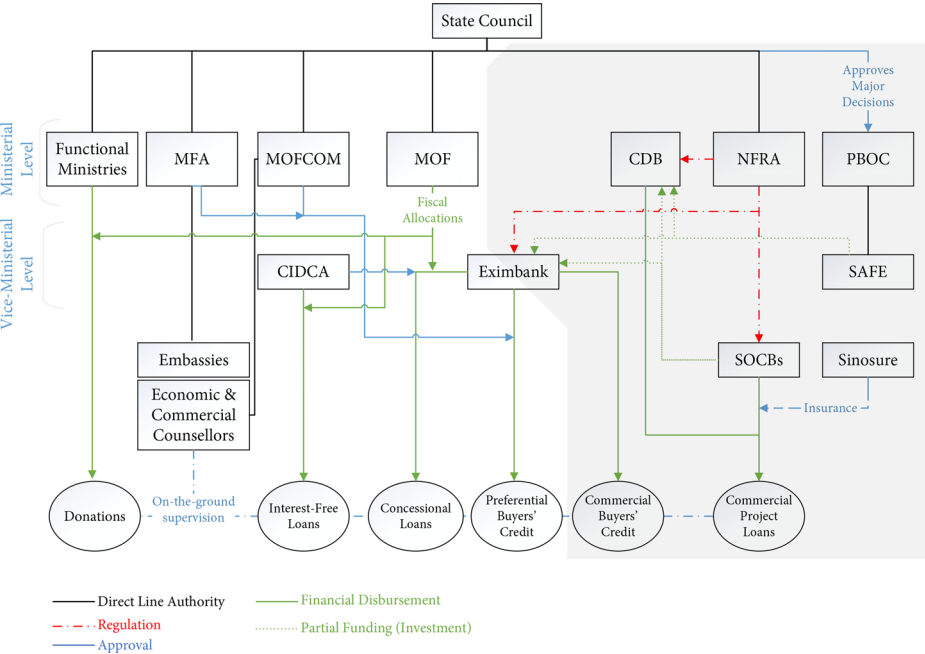 State Council
Approves
Major
Decisions
Ministerial
Level
Functional
Ministries
MFA
MOFCOM
MOF
CDB
NFRA
PBOC
Fiscal
Allocations
Vice-Ministerial
Level
CIDCA
Eximbank
SAFE
Embassies
SOCBs
Sinosure
Economic &
Commercial
Counsellors
Insurance
Donations
On-the-ground
supervision
Interest-Free
Loans
Concessional
Loans
Preferential
Buyers'
Credit
Commercial
Buyers'
Credit
Commercial
Project
Loans
Direct Line Authority
Financial Disbursement
Regulation
Partial Funding (Investment)
Approval